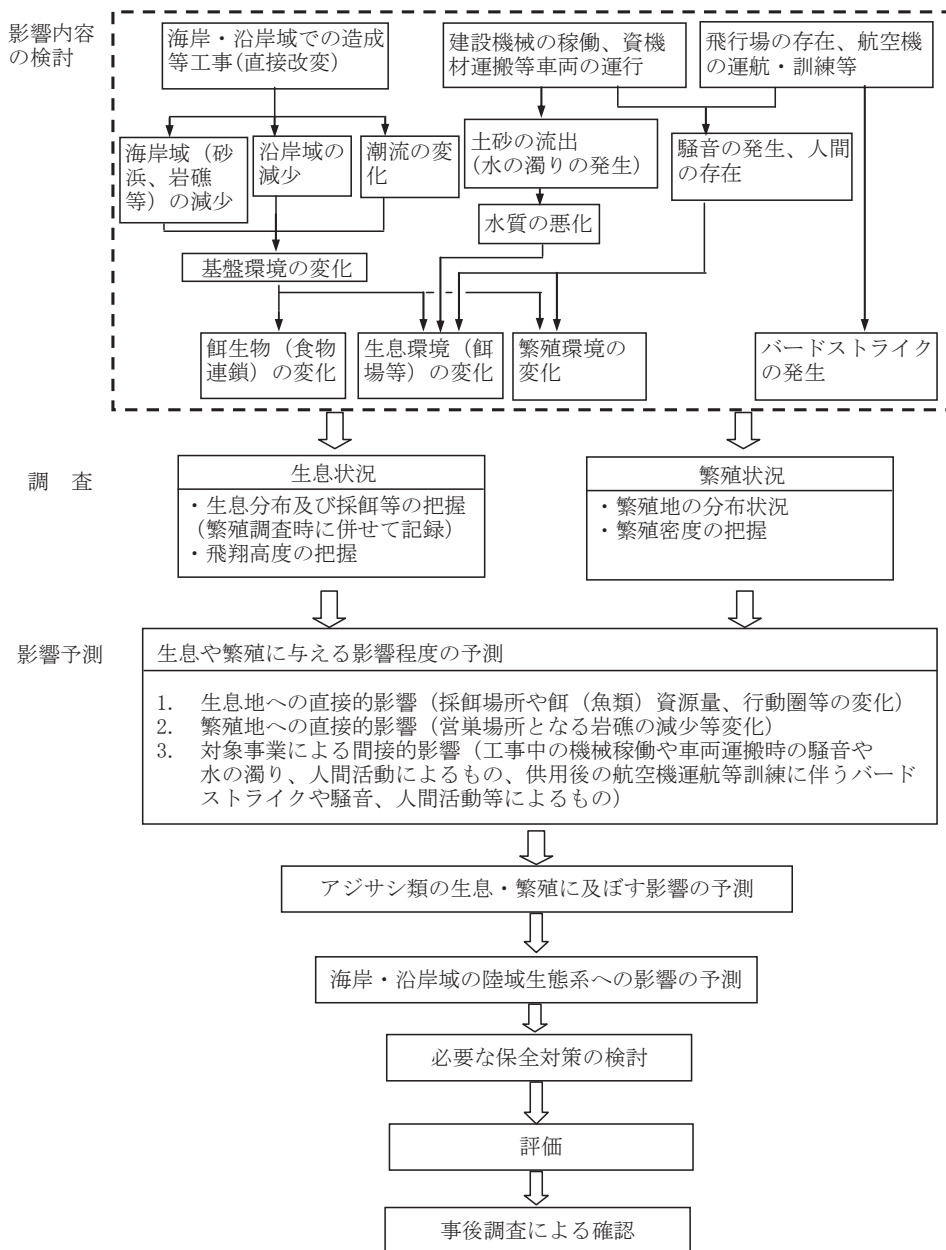 影響内容
の検討
海岸・沿岸域での造成
等工事(直接改変)
建設機械の稼働、資機
材運搬等車両の運行
飛行場の存在、航空機
の運航・訓練等
海岸域（砂
浜、岩礁
等）の減少
沿岸域の
減少
潮流の変
化
土砂の流出
(水の濁りの発生)
騒音の発生、人間
の存在
水質の悪化
基盤環境の変化
餌生物（食物
連鎖）の変化
生息環境（餌
場等）の変化
繁殖環境の
変化
バードストライク
の発生
調　査
生息状況
・生息分布及び採餌等の把握
（繁殖調査時に併せて記録）
・飛翔高度の把握
繁殖状況
・繁殖地の分布状況
・繁殖密度の把握
影響予測
生息や繁殖に与える影響程度の予測
1.　生息地への直接的影響（採餌場所や餌（魚類）資源量、行動圏等の変化）
2.　繁殖地への直接的影響（営巣場所となる岩礁の減少等変化）
3.　対象事業による間接的影響（工事中の機械稼働や車両運搬時の騒音や
水の濁り、人間活動によるもの、供用後の航空機運航等訓練に伴うバード
ストライクや騒音、人間活動等によるもの）
アジサシ類の生息・繁殖に及ぼす影響の予測
海岸・沿岸域の陸域生態系への影響の予測
必要な保全対策の検討
評価
事後調査による確認